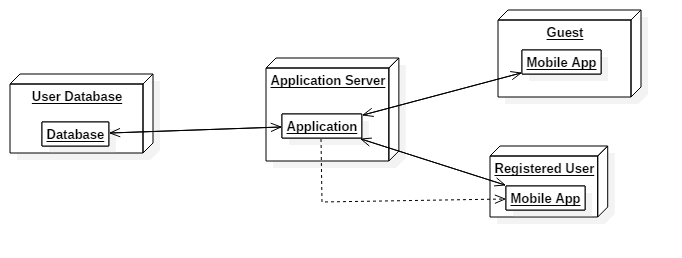 User Database
Database
Application Server
Application
Guest
Mobile App
Registered User
Mobile App